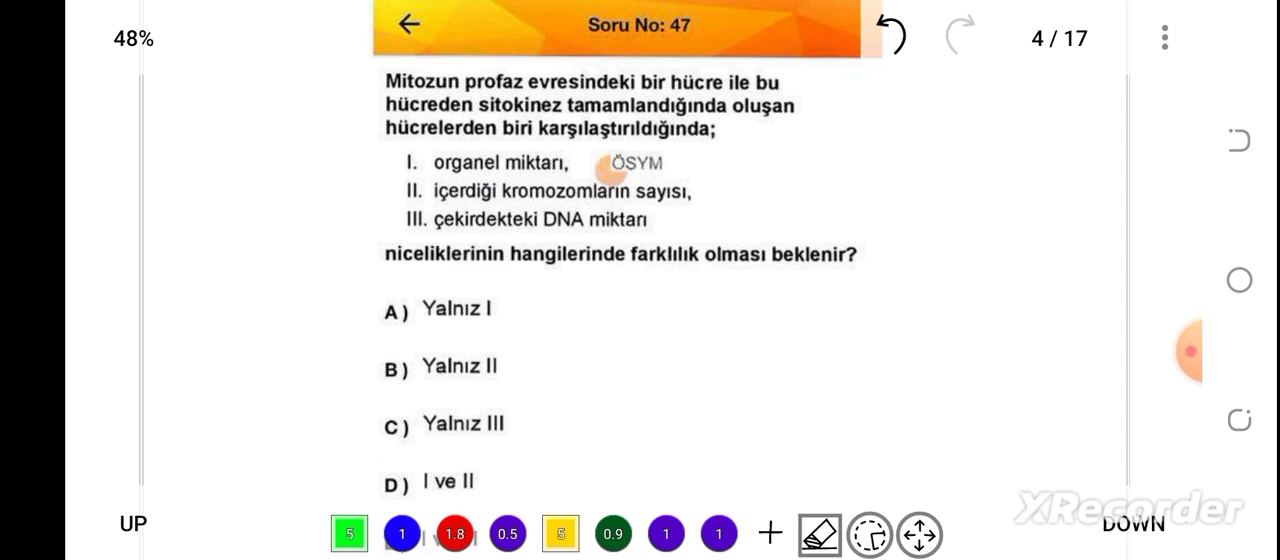 48%
Soru No: 47
4 / 17
Mitozun profaz evresindeki bir hücre ile bu
hücreden sitokinez tamamlandığında oluşan
hücrelerden biri karşılaştırıldığında;
I. organel miktarı,
ÖSYM
II. içerdiği kromozomların sayısı,
III. çekirdekteki DNA miktarı
niceliklerinin hangilerinde farklılık olması beklenir?
A) Yalnız I
B) Yalnız II
C) Yalnız III
D) I ve II
UP
5
1
1.8
0.5
5
0.9
1
1
XRecorder
DOWN